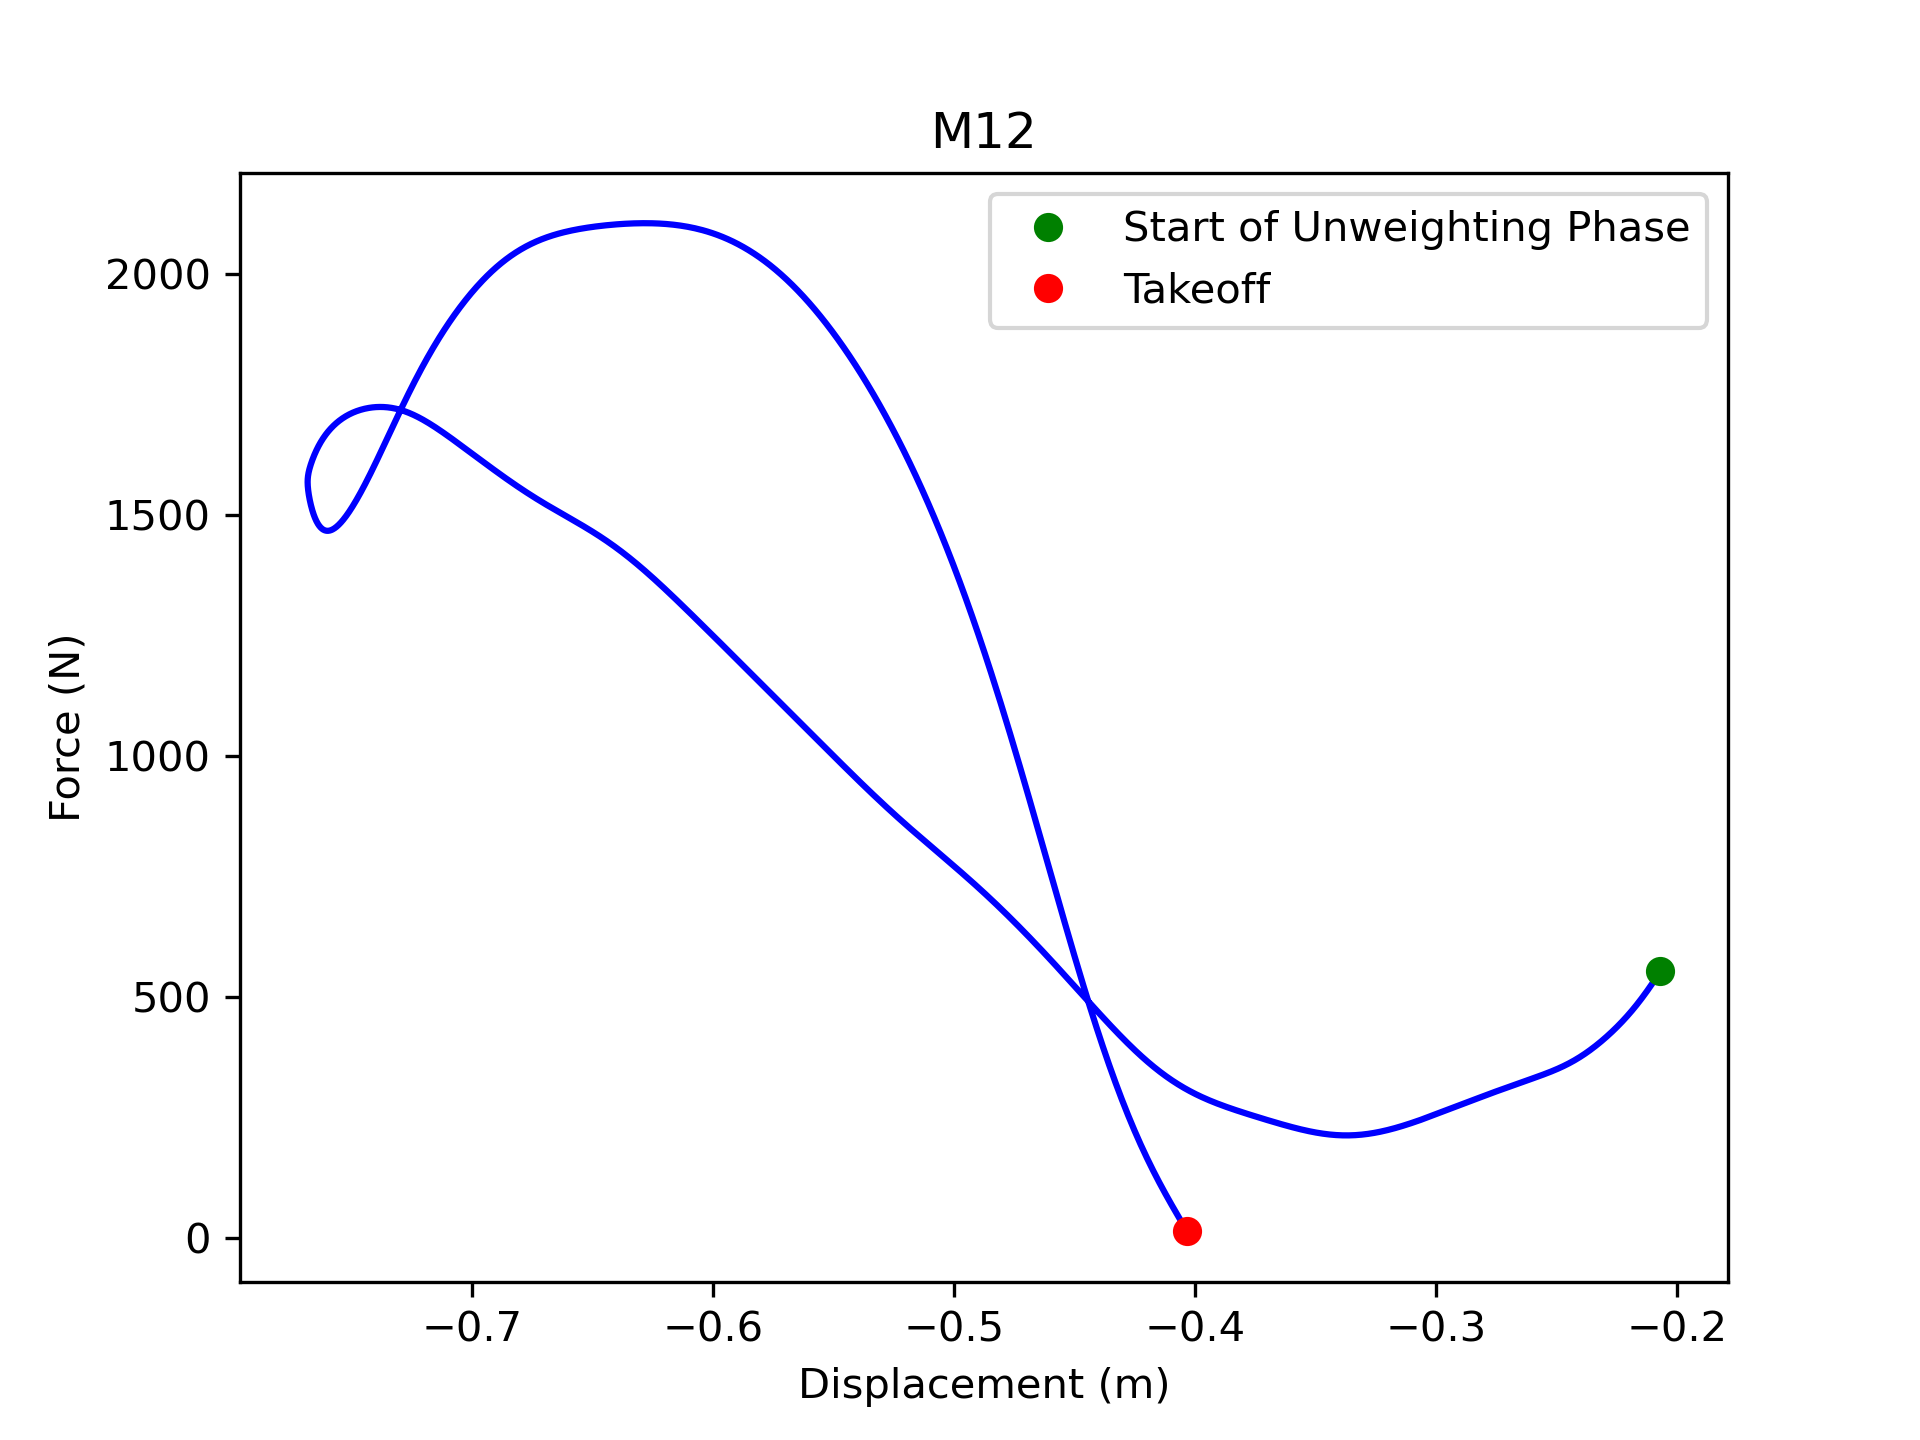 M12
Start of Unweighting Phase
Takeoff
2000
1500
1000
500
0
Force (N)
−0.7 −0.6 −0.5 −0.4 −0.3 −0.2
Displacement (m)